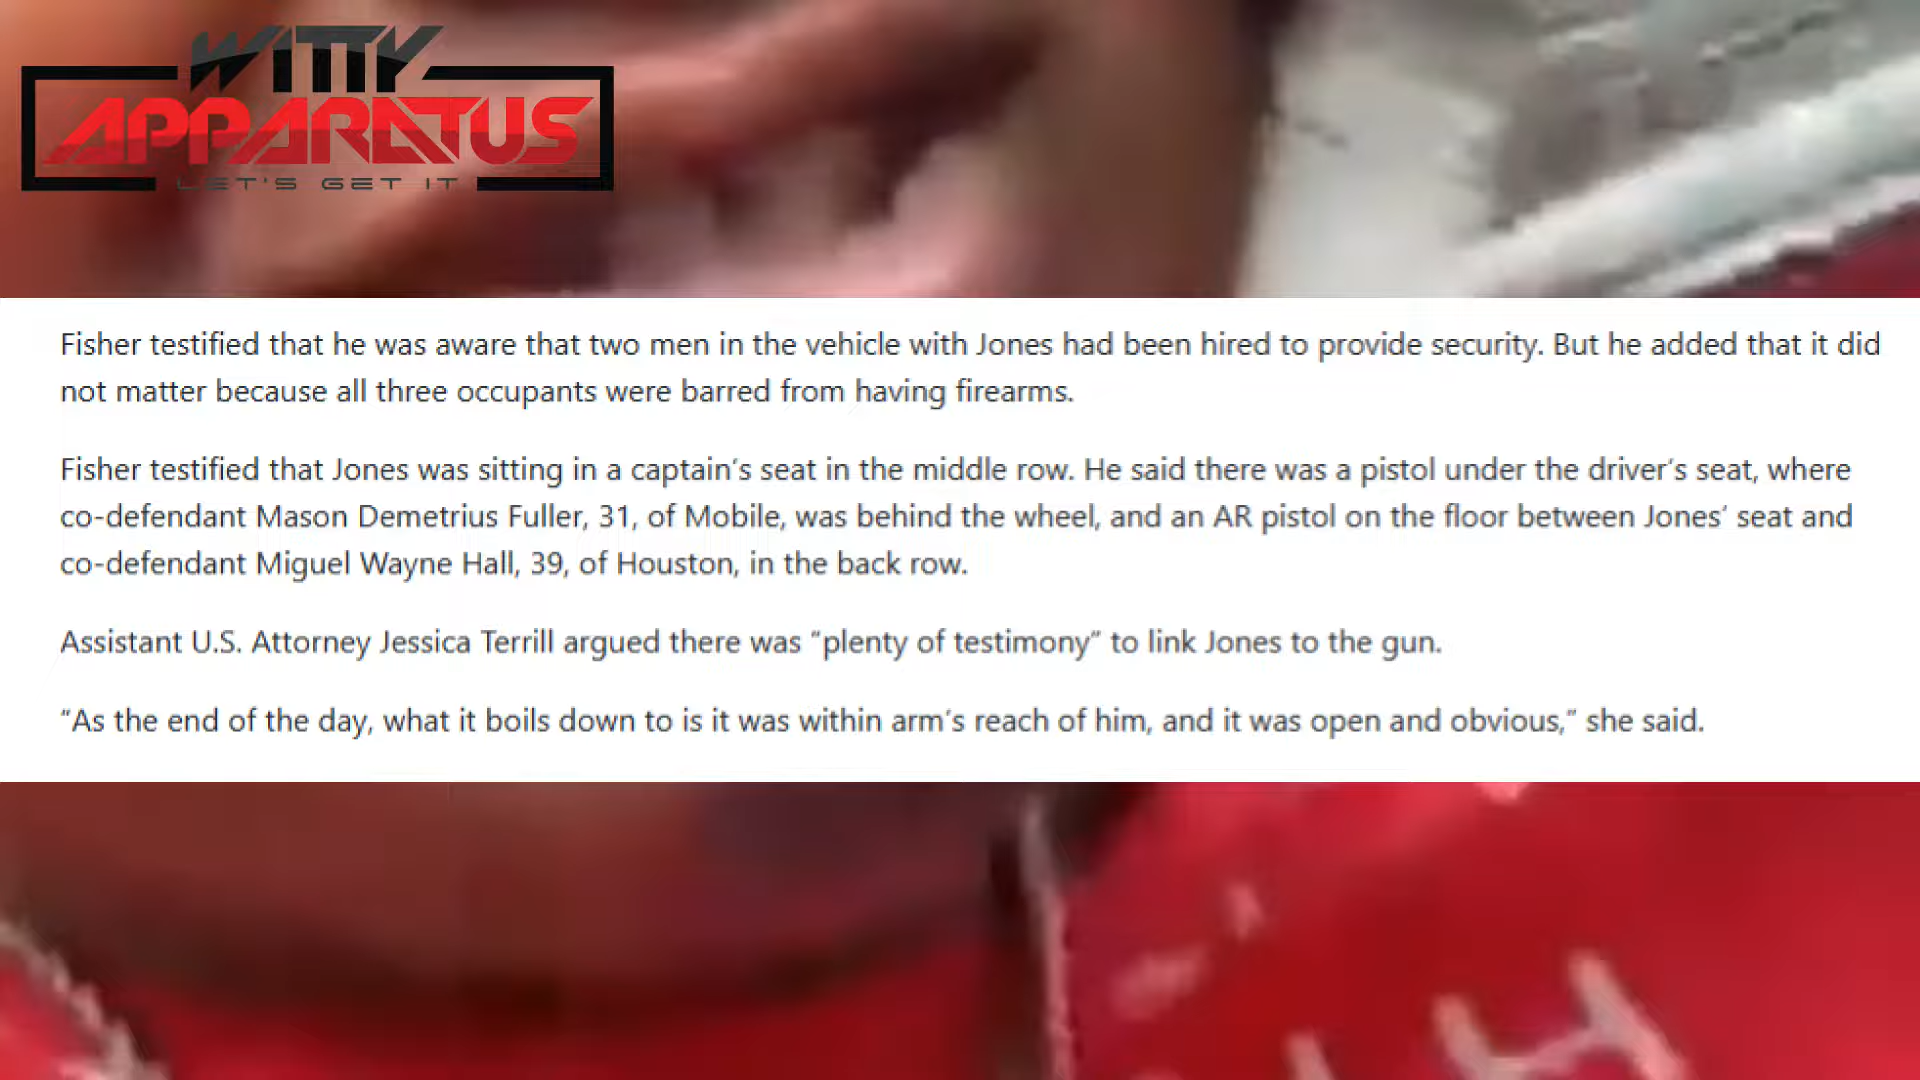 WITTY
APPARATUS
LET'S GET IT
Fisher testified that he was aware that two men in the vehicle with Jones had been hired to provide security. But he added that it did
not matter because all three occupants were barred from having firearms.
Fisher testified that Jones was sitting in a captain’s seat in the middle row. He said there was a pistol under the driver’s seat, where
co-defendant Mason Demetrius Fuller, 31, of Mobile, was behind the wheel, and an AR pistol on the floor between Jones’ seat and
co-defendant Miguel Wayne Hall, 39, of Houston, in the back row.
Assistant U.S. Attorney Jessica Terrill argued there was “plenty of testimony” to link Jones to the gun.
“As the end of the day, what it boils down to is it was within arm’s reach of him, and it was open and obvious,” she said.